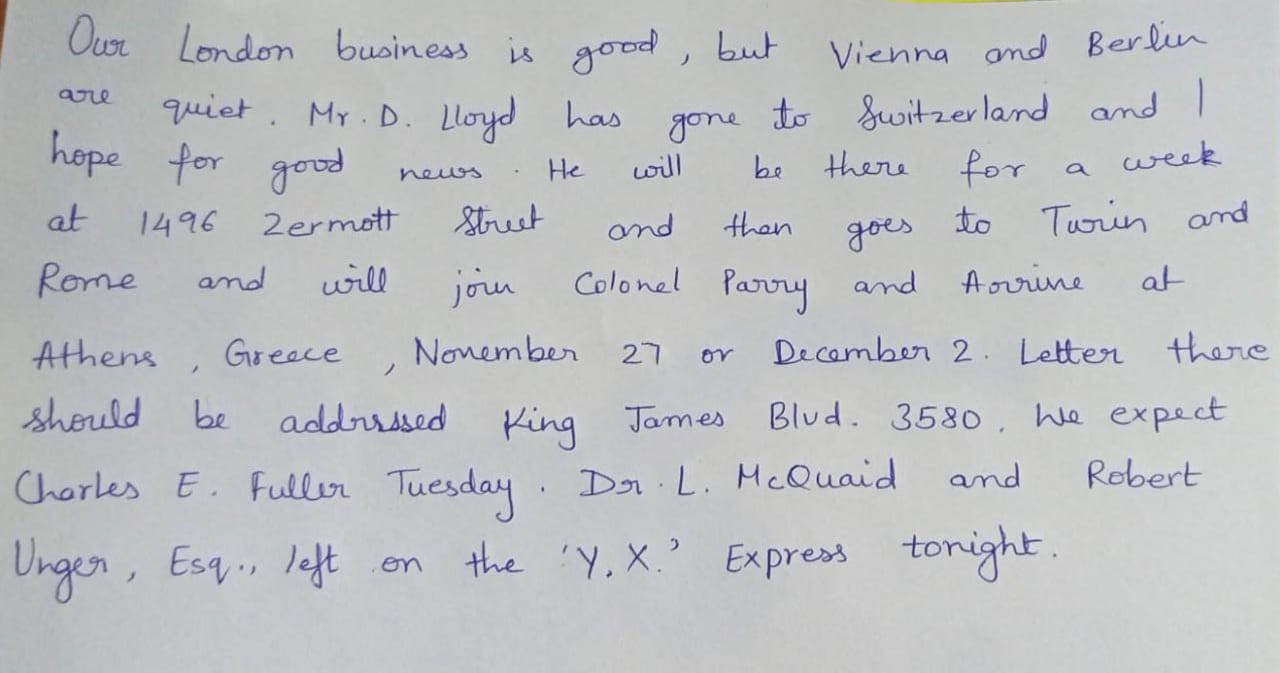 Our London business is good, but Vienna and Berlin
are quiet. Mr. D. Lloyd has gone to Switzerland and I
hope for good news. He will be there for a week
at 1496 Zermott Street and then goes to Turin and
Rome and will join Colonel Parry and Aorrine at
Athens, Greece, November 27 or December 2. Letter there
should be addressed King James Blvd. 3580. We expect
Charles E. Fuller Tuesday. Dr. L. McQuaid and Robert
Unger, Esq., left on the 'Y.X.' Express tonight.